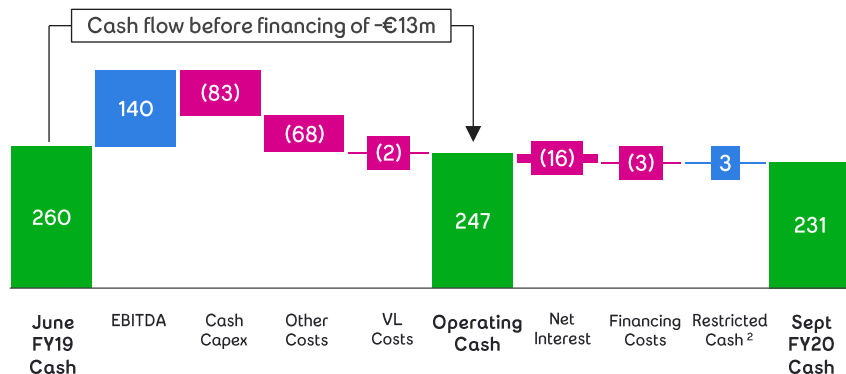 Cash flow before financing of -€13m
260
140
(83)
(68)
(2)
247
(16)
(3)
3
231
June
FY19
Cash
EBITDA
Cash
Capex
Other
Costs
VL
Costs
Operating
Cash
Net
Interest
Financing
Costs
Restricted
Cash ²
Sept
FY20
Cash